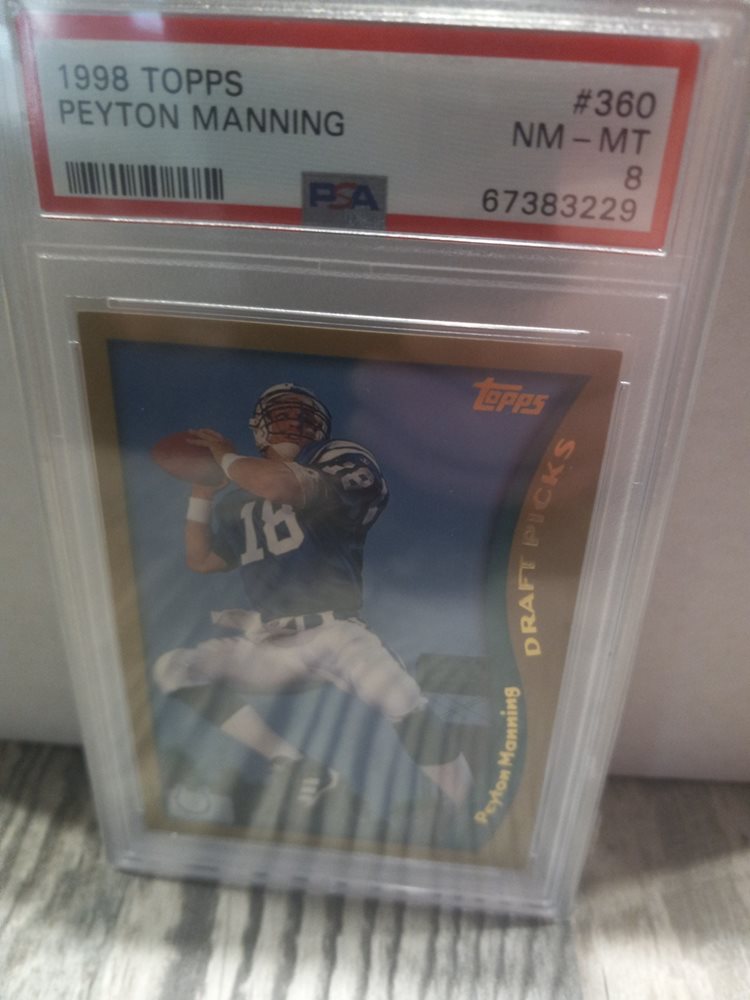 1998 TOPPS
PEYTON MANNING
#360
NM - MT
8
67383229
PSA
Topps
DRAFT PICKS
18
18
Peyton Manning